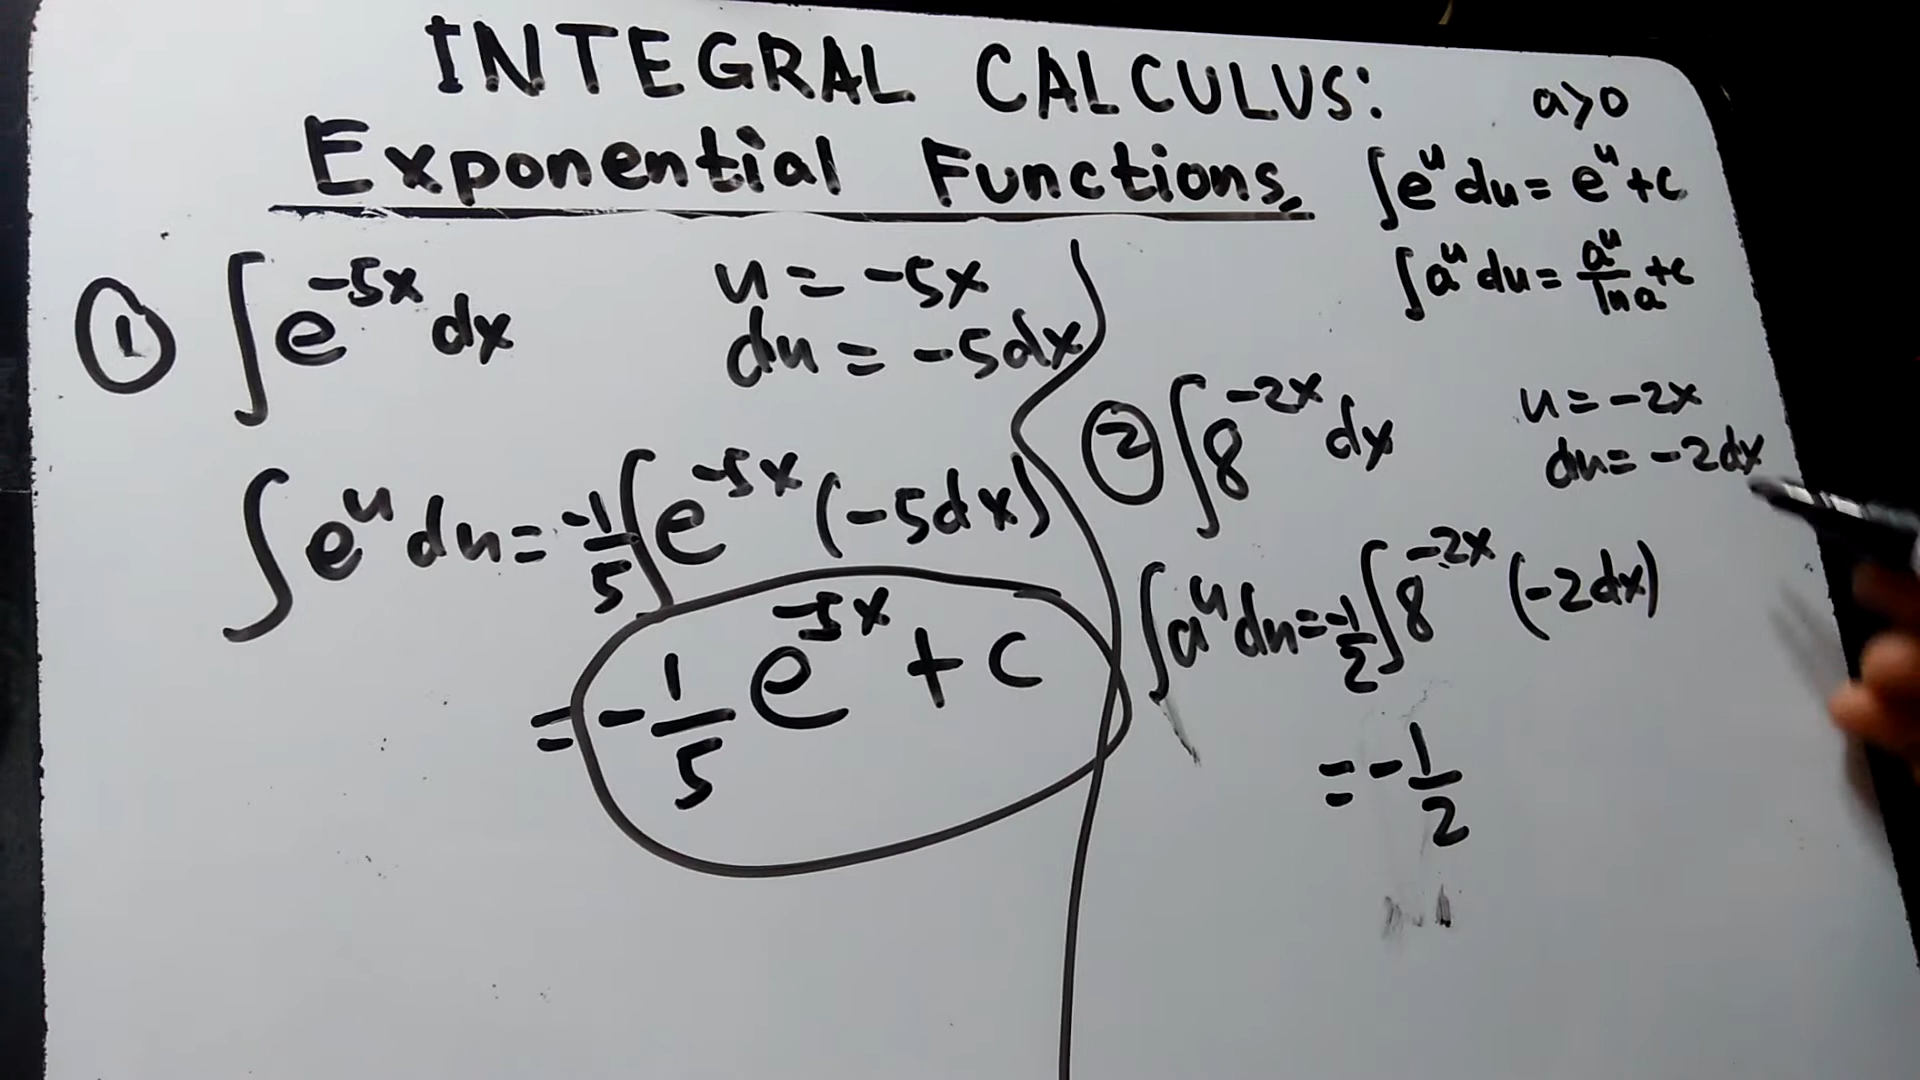 INTEGRAL CALCULUS:
Exponential Functions.
a>0
∫e^u du = e^u + c
∫a^u du = a^u/ln a + c
① ∫e^{-5x} dx
u = -5x
du = -5dx
∫e^u du = -1/5 ∫e^{-5x} (-5dx)
= -1/5 e^{-5x} + c
② ∫8^{-2x} dx
u = -2x
du = -2dx
∫a^u du = -1/2 ∫8^{-2x} (-2dx)
= -1/2